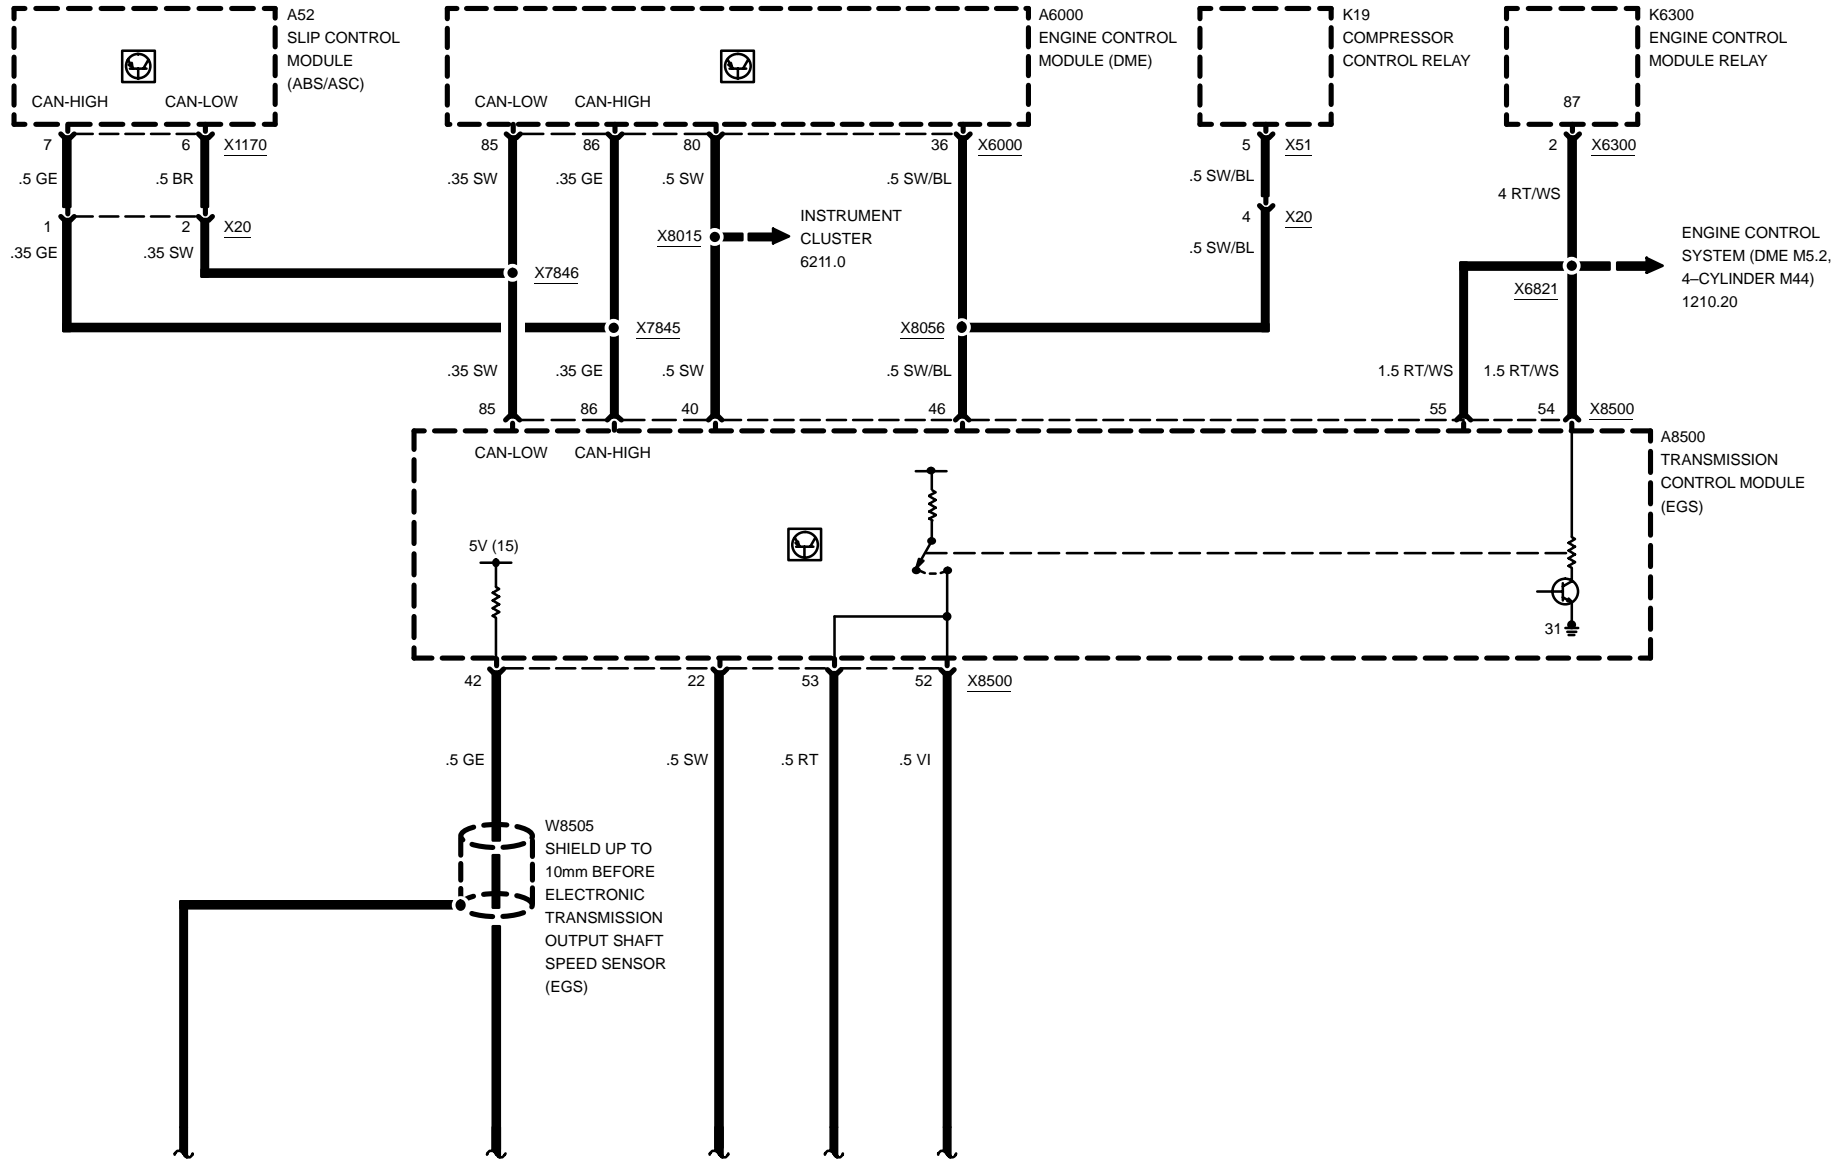 A52
SLIP CONTROL
MODULE
(ABS/ASC)
CAN-HIGH
CAN-LOW
A6000
ENGINE CONTROL
MODULE (DME)
CAN-LOW
CAN-HIGH
K19
COMPRESSOR
CONTROL RELAY
K6300
ENGINE CONTROL
MODULE RELAY
87
7
6
X1170
85
86
80
36
X6000
5
X51
2
X6300
.5 GE
.5 BR
.35 SW
.35 GE
.5 SW
.5 SW/BL
.5 SW/BL
4 RT/WS
1
2
X20
4
X20
.35 GE
.35 SW
.5 SW/BL
X8015
INSTRUMENT
CLUSTER
6211.0
ENGINE CONTROL
SYSTEM (DME M5.2,
4–CYLINDER M44)
1210.20
X7846
X6821
X7845
X8056
.35 SW
.35 GE
.5 SW
.5 SW/BL
1.5 RT/WS
1.5 RT/WS
85
86
40
46
55
54
X8500
CAN-LOW
CAN-HIGH
A8500
TRANSMISSION
CONTROL MODULE
(EGS)
5V (15)
31
42
22
53
52
X8500
.5 GE
.5 SW
.5 RT
.5 VI
W8505
SHIELD UP TO
10mm BEFORE
ELECTRONIC
TRANSMISSION
OUTPUT SHAFT
SPEED SENSOR
(EGS)